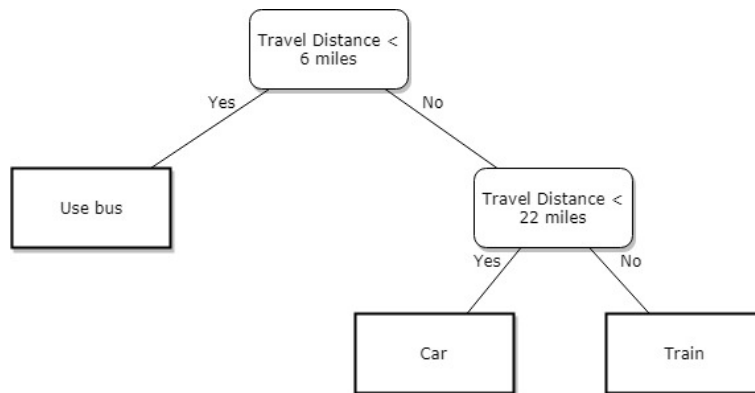 Travel Distance <
6 miles
Yes
No
Use bus
Travel Distance <
22 miles
Yes
No
Car
Train